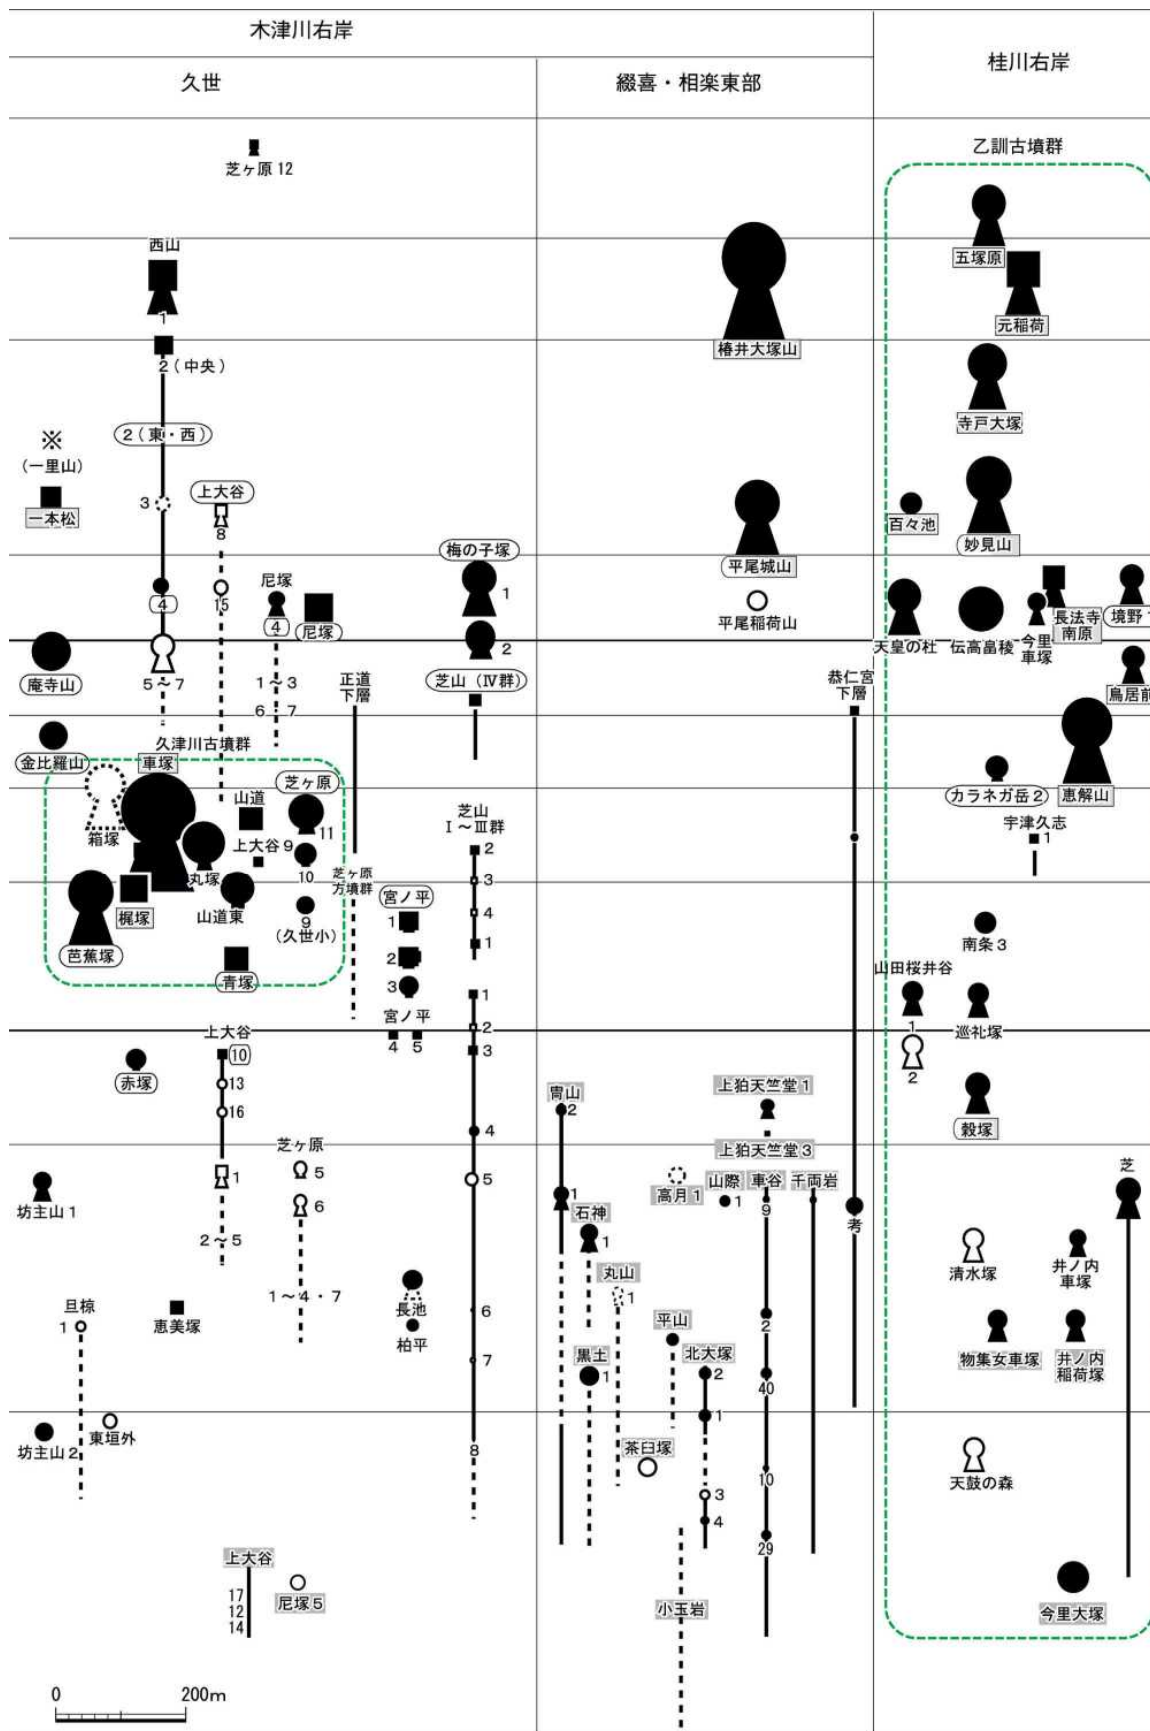 木津川右岸
久世
綴喜・相楽東部
桂川右岸
芝ヶ原 12
西山
1
2(中央)
2(東・西)
※
(一里山)
一本松
3
上大谷
8
4
15
尼塚
4
尼塚
梅の子塚
1
2
庵寺山
5～7
1～3
6・7
正道
下層
芝山(Ⅳ群)
金比羅山
久津川古墳群
車塚
箱塚
山道
芝ヶ原
11
上大谷 9
10
丸塚
梶塚
山道東
9
(久世小)
芭蕉塚
青塚
芝ヶ原
方墳群
宮ノ平
1
2
3
宮ノ平
4
5
芝山
Ⅰ～Ⅲ群
2
3
4
1
1
2
3
4
5
6
7
8
上大谷
10
13
16
1
2～5
赤塚
芝ヶ原
5
6
1～4・7
坊主山 1
旦椋
1
恵美塚
長池
柏平
坊主山 2
東垣外
上大谷
17
12
14
尼塚 5
0
200m
椿井大塚山
平尾城山
平尾稲荷山
恭仁宮
下層
考
冑山
2
1
石神
1
丸山
1
黒土
1
高月 1
山際
1
上狛天竺堂 1
上狛天竺堂 3
車谷
9
2
40
10
29
千両岩
平山
北大塚
2
1
3
4
茶臼塚
小玉岩
乙訓古墳群
五塚原
元稲荷
寺戸大塚
百々池
妙見山
天皇の杜
伝高畠稜
今里
車塚
長法寺
南原
境野 1
鳥居前
カラネガ岳 2
恵解山
宇津久志
1
南条 3
山田桜井谷
1
2
巡礼塚
穀塚
芝
1
清水塚
井ノ内
車塚
物集女車塚
井ノ内
稲荷塚
天鼓の森
今里大塚